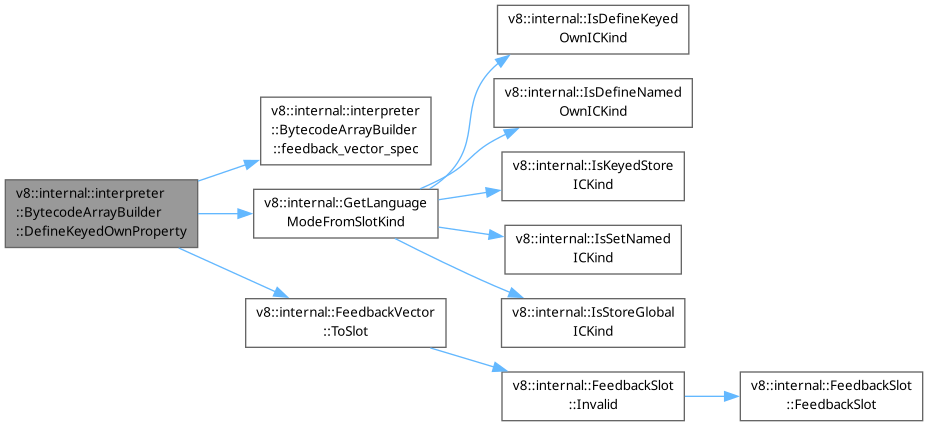 v8::internal::IsDefineKeyed
OwnICKind
v8::internal::IsDefineNamed
OwnICKind
v8::internal::interpreter
::BytecodeArrayBuilder
::feedback_vector_spec
v8::internal::IsKeyedStore
ICKind
v8::internal::interpreter
::BytecodeArrayBuilder
::DefineKeyedOwnProperty
v8::internal::GetLanguage
ModeFromSlotKind
v8::internal::IsSetNamed
ICKind
v8::internal::FeedbackVector
::ToSlot
v8::internal::IsStoreGlobal
ICKind
v8::internal::FeedbackSlot
::Invalid
v8::internal::FeedbackSlot
::FeedbackSlot